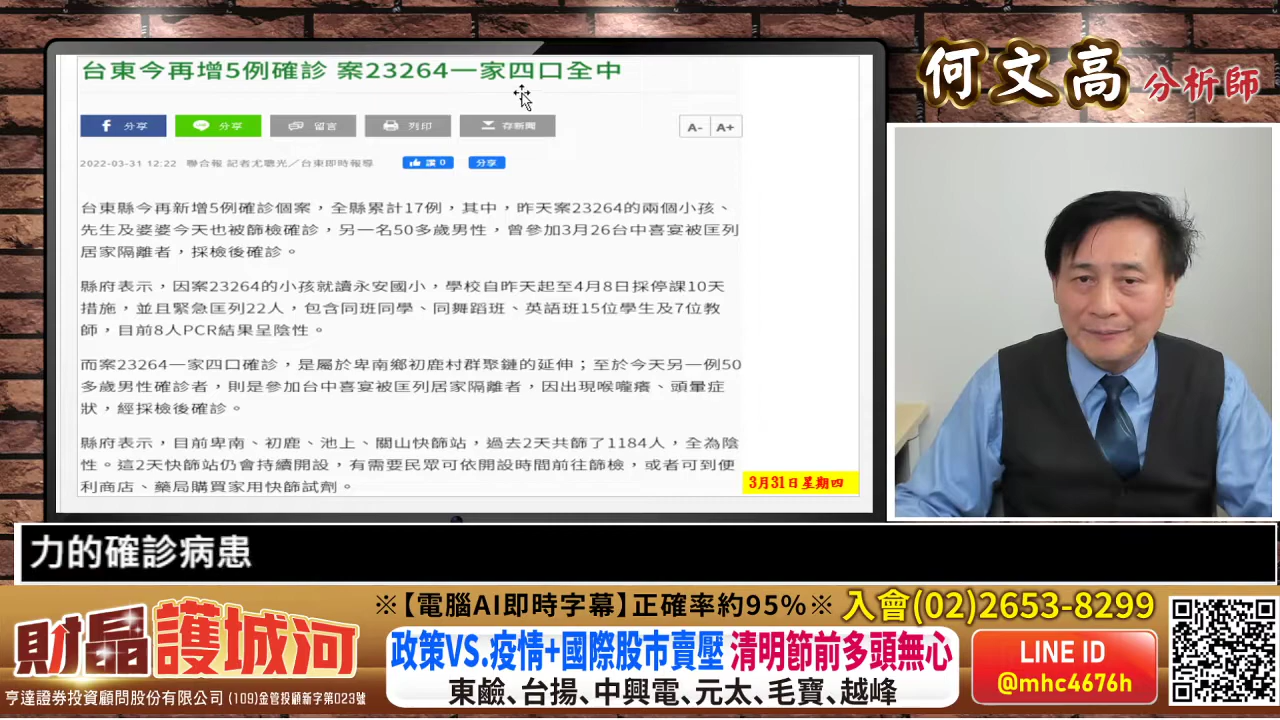 台東今再增5例確診 案23264一家四口全中
何文高 分析師
分享
分享
留言
列印
存新聞
A-
A+
2022-03-31 12:22 聯合報 記者尤聰光／台東即時報導
讚 0
分享
台東縣今再新增5例確診個案，全縣累計17例，其中，昨天案23264的兩個小孩、
先生及婆婆今天也被篩檢確診，另一名50多歲男性，曾參加3月26台中喜宴被匡列
居家隔離者，採檢後確診。
縣府表示，因案23264的小孩就讀永安國小，學校自昨天起至4月8日採停課10天
措施，並且緊急匡列22人，包含同班同學、同舞蹈班、英語班15位學生及7位教
師，目前8人PCR結果呈陰性。
而案23264一家四口確診，是屬於卑南鄉初鹿村群聚鏈的延伸；至於今天另一例50
多歲男性確診者，則是參加台中喜宴被匡列居家隔離者，因出現喉嚨癢、頭暈症
狀，經採檢後確診。
縣府表示，目前卑南、初鹿、池上、關山快篩站，過去2天共篩了1184人，全為陰
性。這2天快篩站仍會持續開設，有需要民眾可依開設時間前往篩檢，或者可到便
利商店、藥局購買家用快篩試劑。
3月31日星期四
力的確診病患
※【電腦AI即時字幕】正確率約95%※ 入會(02)2653-8299
財晶護城河
政策VS.疫情+國際股市賣壓 清明節前多頭無心
東鹼、台揚、中興電、元太、毛寶、越峰
LINE ID
@mhc4676h
亨達證券投資顧問股份有限公司 (109)金管投顧新字第023號